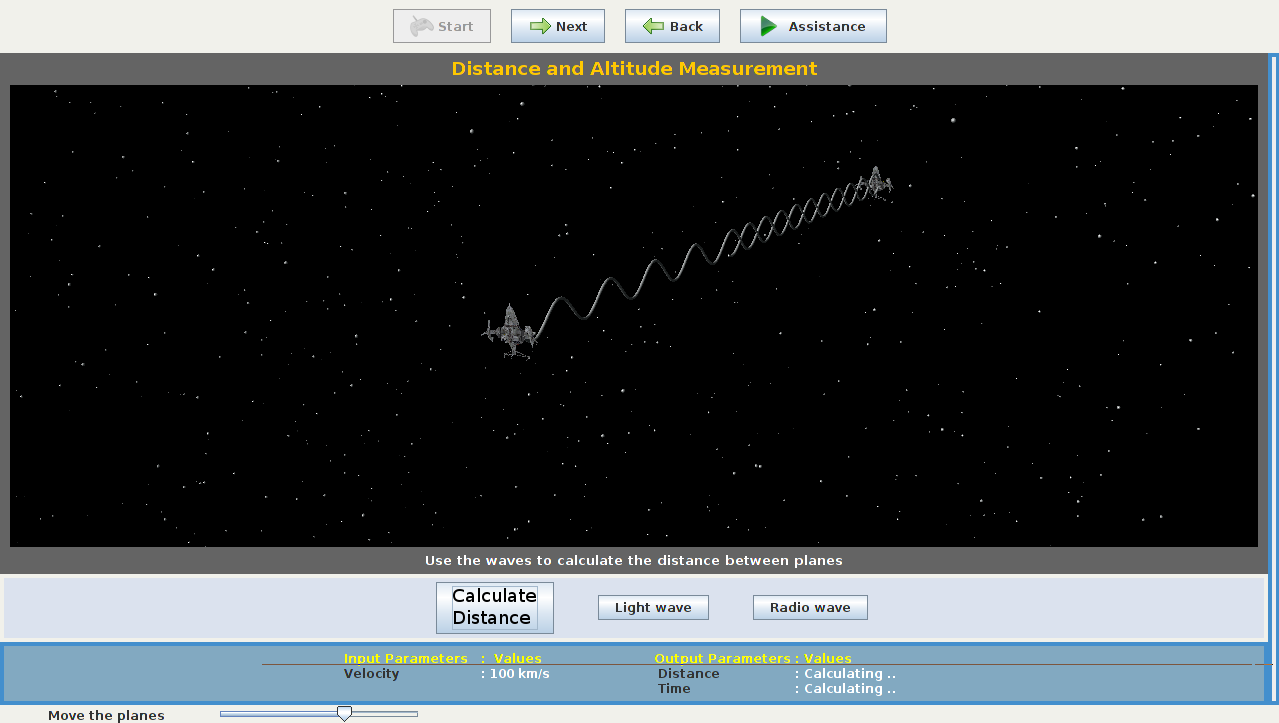 Start Next Back Assistance
Distance and Altitude Measurement
Use the waves to calculate the distance between planes
Calculate
Distance
Light wave Radio wave
Input Parameters : Values Output Parameters : Values
Velocity : 100 km/s Distance : Calculating ..
Time : Calculating ..
Move the planes